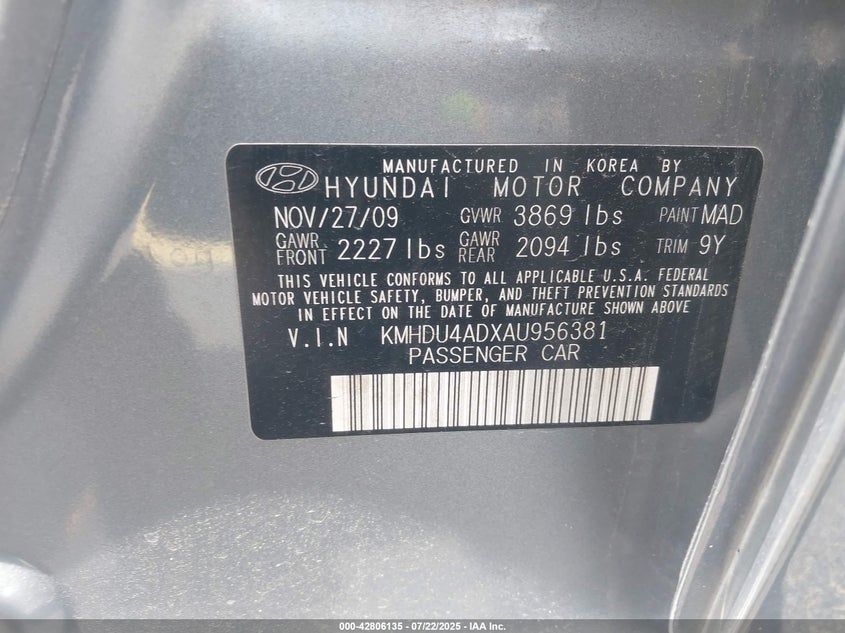 MANUFACTURED IN KOREA BY
HYUNDAI MOTOR COMPANY
NOV/27/09 GVWR 3869 lbs PAINT MAD
GAWR FRONT 2227 lbs GAWR REAR 2094 lbs TRIM 9Y
THIS VEHICLE CONFORMS TO ALL APPLICABLE U.S.A. FEDERAL
MOTOR VEHICLE SAFETY, BUMPER, AND THEFT PREVENTION STANDARDS
IN EFFECT ON THE DATE OF MANUFACTURE SHOWN ABOVE
V.I.N KMHDU4ADXAU956381
PASSENGER CAR
000-42806135 - 07/22/2025 - IAA Inc.